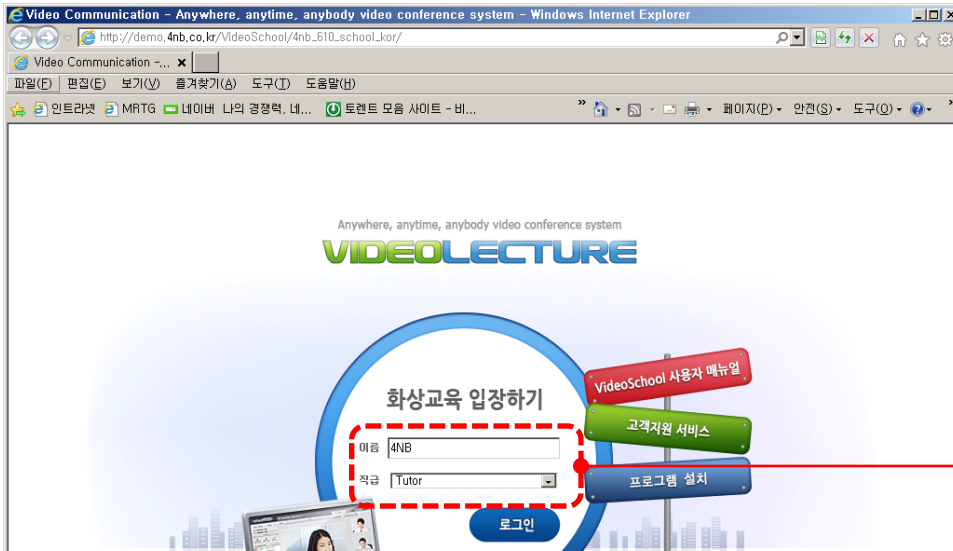 Video Communication - Anywhere, anytime, anybody video conference system - Windows Internet Explorer
http://demo.4nb.co.kr/VideoSchool/4nb_610_school_kor/
Video Communication -...
파일(F) 편집(E) 보기(V) 즐겨찾기(A) 도구(T) 도움말(H)
인트라넷 MRTG 네이버 나의 경쟁력, 네... 토렌트 모음 사이트 - 비... » 페이지(P) 안전(S) 도구(O)
Anywhere, anytime, anybody video conference system
VIDEOLECTURE
화상교육 입장하기
VideoSchool 사용자 매뉴얼
고객지원 서비스
이름 4NB
직급 Tutor
프로그램 설치
로그인